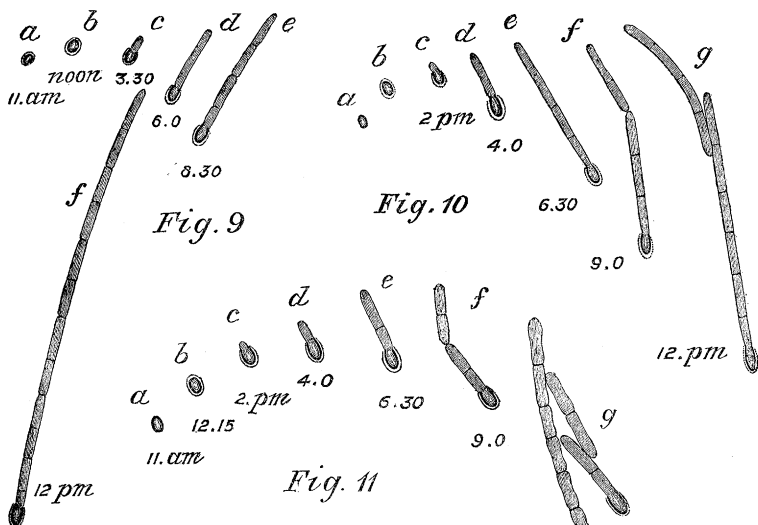 a b c d e
11.am noon 3.30 6.0 8.30
f
12 pm
Fig. 9
a b c d e f g
2 pm 4.0 6.30 9.0 12.pm
Fig. 10
a b c d e f g
11.am 12.15 2.pm 4.0 6.30 9.0
Fig. 11